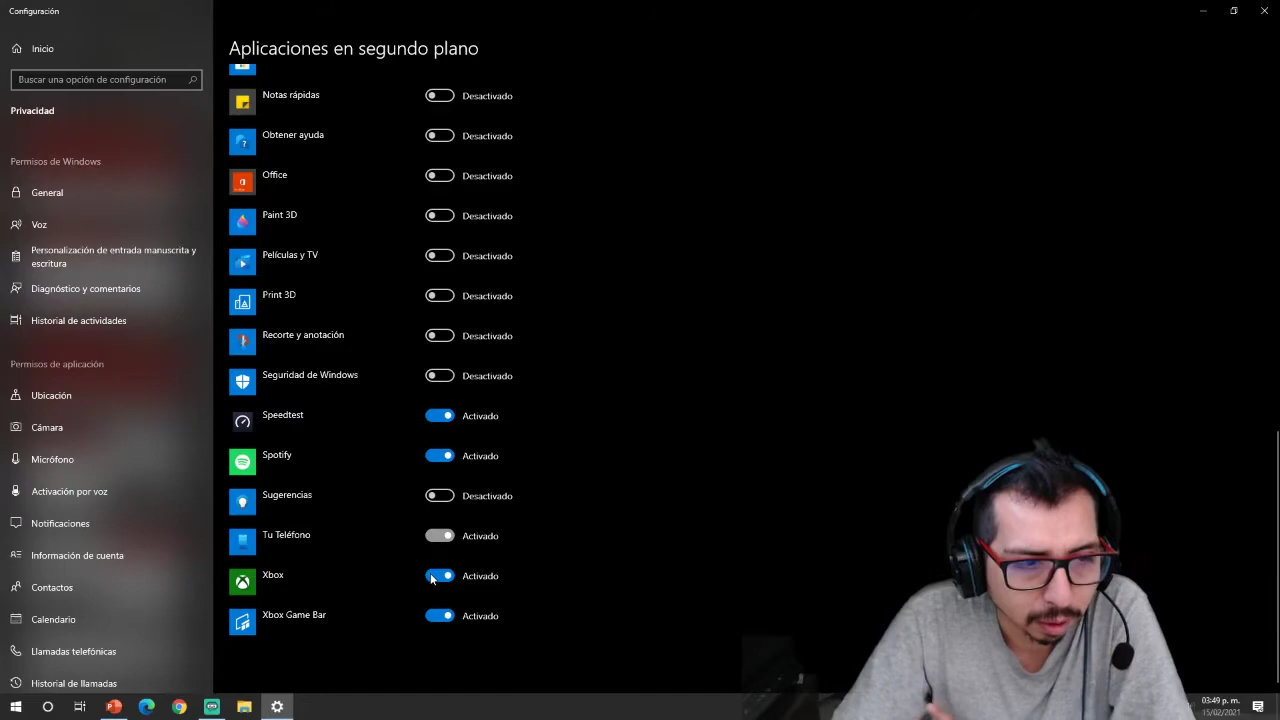 Configuración
Inicio
Buscar una opción de configuración
Privacidad
Permisos de Windows
General
Voz
Personalización de entrada manuscrita y
escritura
Diagnóstico y comentarios
Historial de actividades
Permisos de aplicación
Ubicación
Cámara
Micrófono
Activación por voz
Notificaciones
Información de cuenta
Contactos
Calendario
Llamadas telefónicas
Historial de llamadas
Aplicaciones en segundo plano
Notas rápidas Desactivado
Obtener ayuda Desactivado
Office Desactivado
Paint 3D Desactivado
Películas y TV Desactivado
Print 3D Desactivado
Recorte y anotación Desactivado
Seguridad de Windows Desactivado
Speedtest Activado
Spotify Activado
Sugerencias Desactivado
Tu Teléfono Activado
Xbox Activado
Xbox Game Bar Activado
03:49 p. m.
15/02/2021